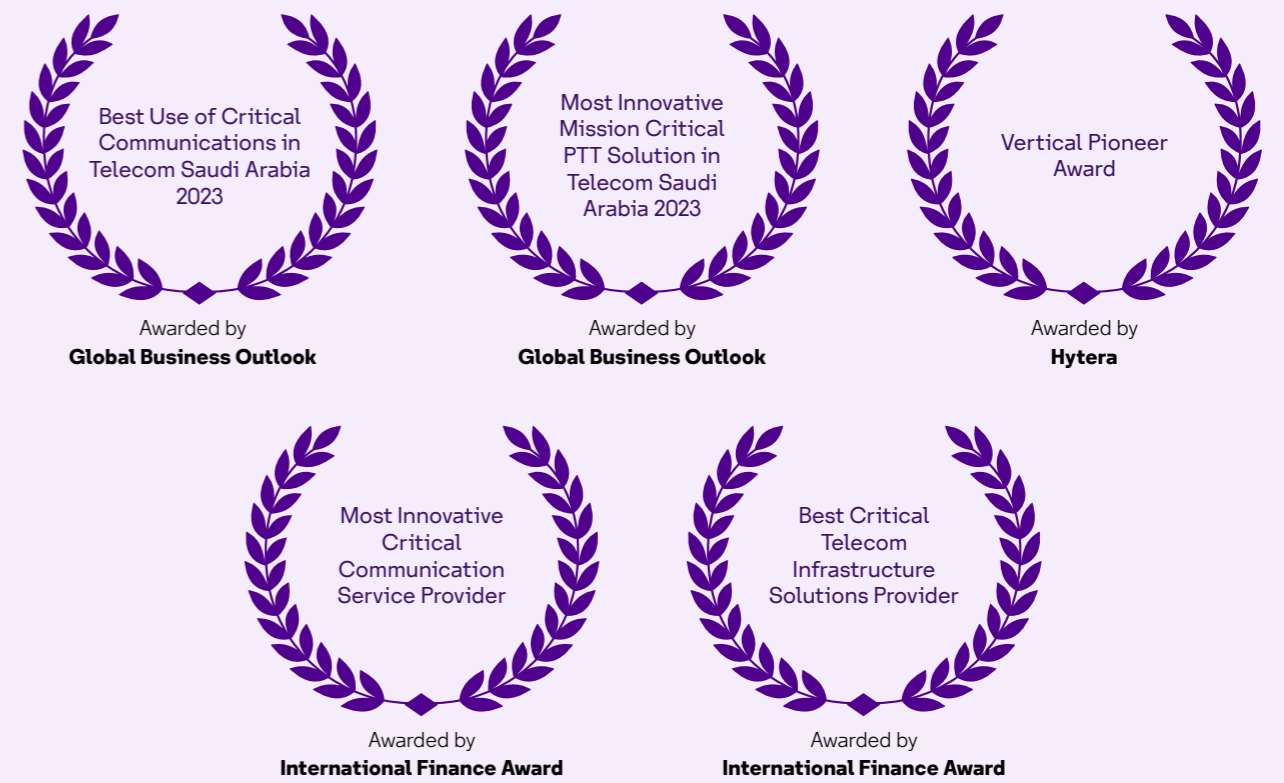 Best Use of Critical
Communications in
Telecom Saudi Arabia
2023
Awarded by
Global Business Outlook
Most Innovative
Mission Critical
PTT Solution in
Telecom Saudi
Arabia 2023
Awarded by
Global Business Outlook
Vertical Pioneer
Award
Awarded by
Hytera
Most Innovative
Critical
Communication
Service Provider
Awarded by
International Finance Award
Best Critical
Telecom
Infrastructure
Solutions Provider
Awarded by
International Finance Award